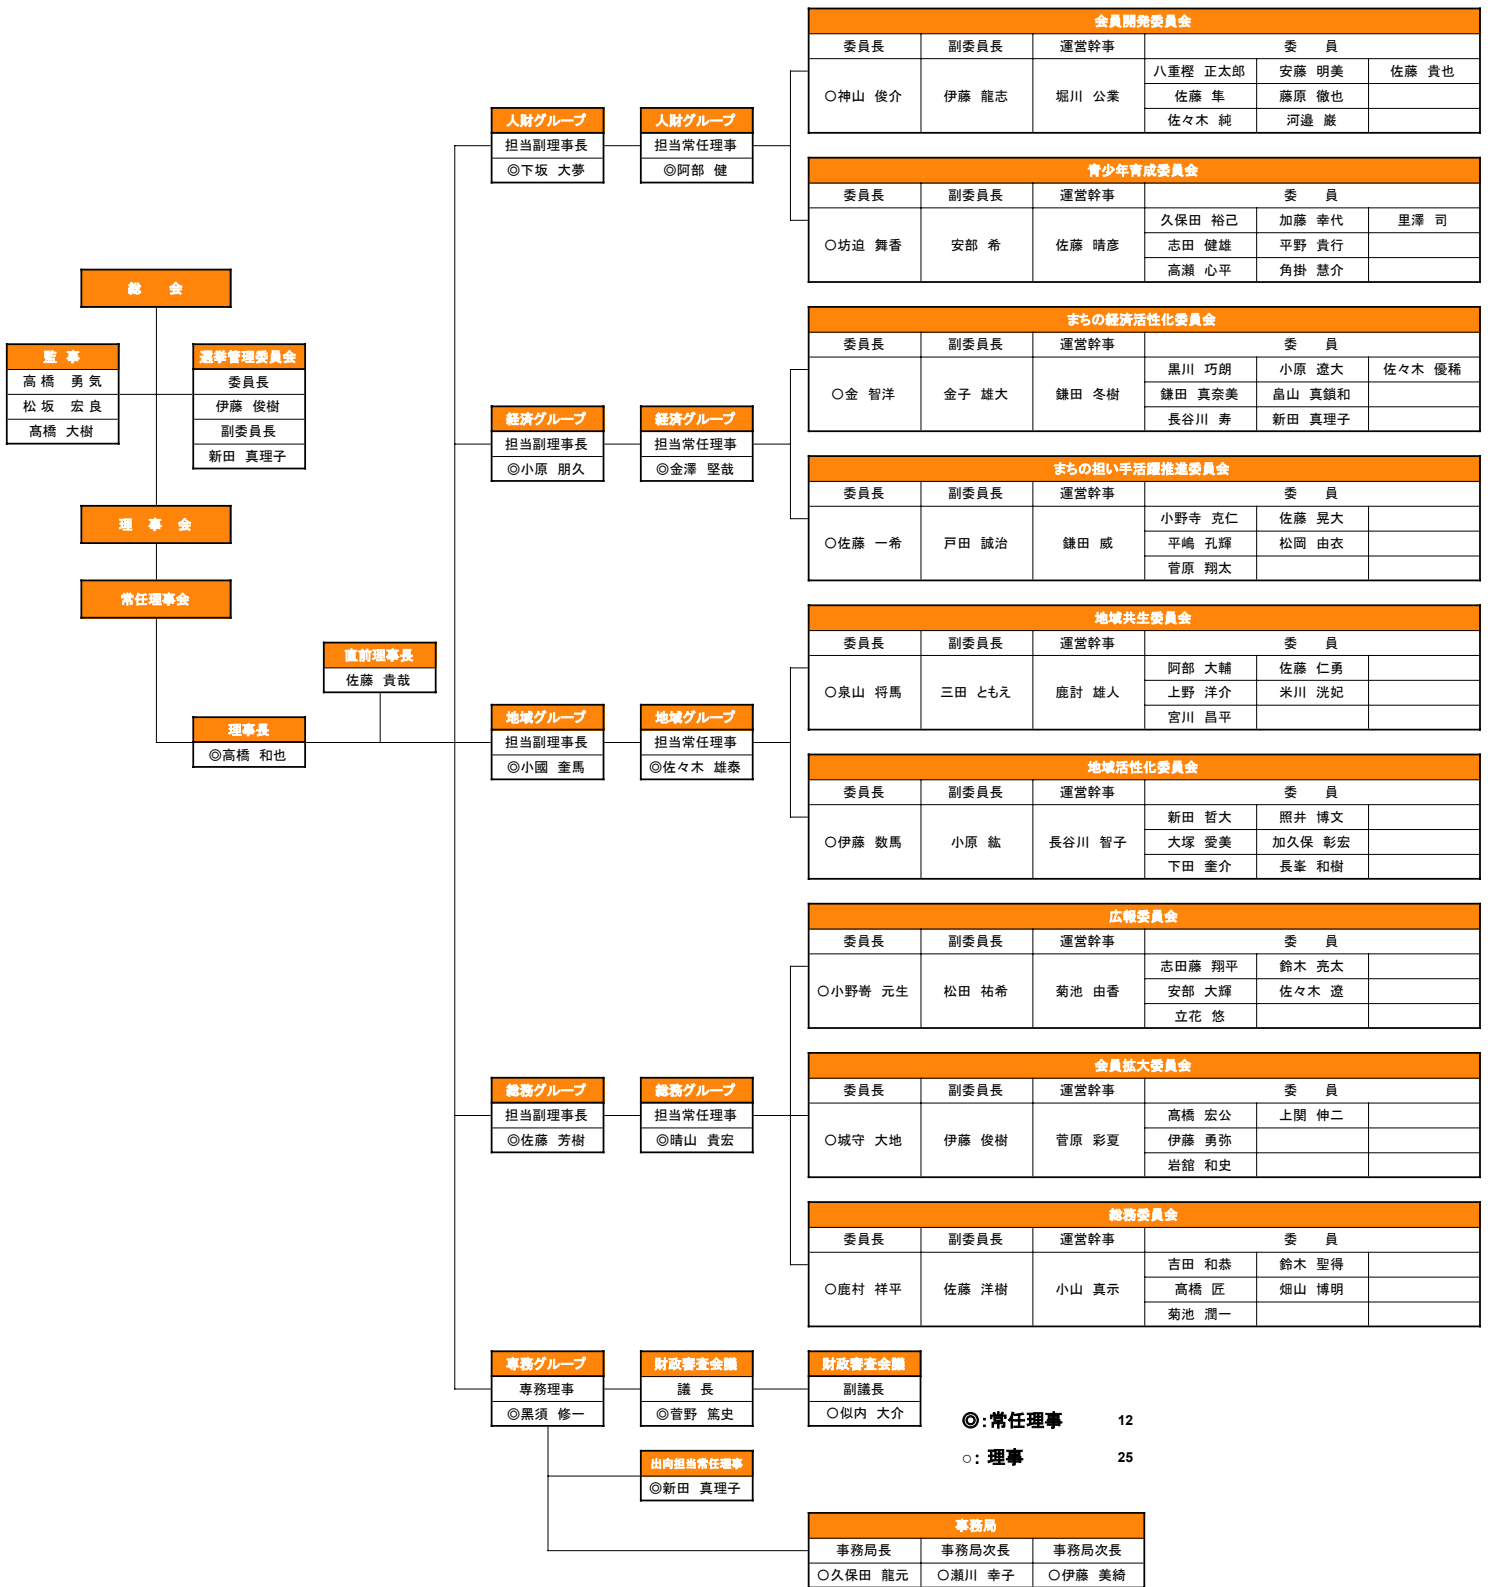 会員開発委員会
委員長 副委員長 運営幹事 委 員
〇神山 俊介 伊藤 龍志 堀川 公業
八重樫 正太郎 安藤 明美 佐藤 貴也
佐藤 隼 藤原 徹也
佐々木 純 河邉 巌
人財グループ
担当副理事長
◎下坂 大夢
人財グループ
担当常任理事
◎阿部 健
青少年育成委員会
委員長 副委員長 運営幹事 委 員
〇坊迫 舞香 安部 希 佐藤 晴彦
久保田 裕己 加藤 幸代 里澤 司
志田 健雄 平野 貴行
高瀬 心平 角掛 慧介
総 会
監 事
高橋 勇気
松坂 宏良
髙橋 大樹
選挙管理委員会
委員長
伊藤 俊樹
副委員長
新田 真理子
まちの経済活性化委員会
委員長 副委員長 運営幹事 委 員
〇金 智洋 金子 雄大 鎌田 冬樹
黒川 巧朗 小原 遼大 佐々木 優稀
鎌田 真奈美 畠山 真鎖和
長谷川 寿 新田 真理子
経済グループ
担当副理事長
◎小原 朋久
経済グループ
担当常任理事
◎金澤 堅哉
まちの担い手活躍推進委員会
委員長 副委員長 運営幹事 委 員
〇佐藤 一希 戸田 誠治 鎌田 威
小野寺 克仁 佐藤 晃大
平嶋 孔輝 松岡 由衣
菅原 翔太
理 事 会
常任理事会
直前理事長
佐藤 貴哉
理事長
◎高橋 和也
地域共生委員会
委員長 副委員長 運営幹事 委 員
〇泉山 将馬 三田 ともえ 鹿討 雄人
阿部 大輔 佐藤 仁勇
上野 洋介 米川 洸妃
宮川 昌平
地域グループ
担当副理事長
◎小國 奎馬
地域グループ
担当常任理事
◎佐々木 雄泰
地域活性化委員会
委員長 副委員長 運営幹事 委 員
〇伊藤 数馬 小原 紘 長谷川 智子
新田 哲大 照井 博文
大塚 愛美 加久保 彰宏
下田 奎介 長峯 和樹
広報委員会
委員長 副委員長 運営幹事 委 員
〇小野嵜 元生 松田 祐希 菊池 由香
志田藤 翔平 鈴木 亮太
安部 大輝 佐々木 遼
立花 悠
総務グループ
担当副理事長
◎佐藤 芳樹
総務グループ
担当常任理事
◎晴山 貴宏
会員拡大委員会
委員長 副委員長 運営幹事 委 員
〇城守 大地 伊藤 俊樹 菅原 彩夏
髙橋 宏公 上関 伸二
伊藤 勇弥
岩舘 和史
総務委員会
委員長 副委員長 運営幹事 委 員
〇鹿村 祥平 佐藤 洋樹 小山 真示
吉田 和恭 鈴木 聖得
髙橋 匠 畑山 博明
菊池 潤一
専務グループ
専務理事
◎黒須 修一
財政審査会議
議 長
◎菅野 篤史
財政審査会議
副議長
〇似内 大介
◎:常任理事 12
○: 理事 25
出向担当常任理事
◎新田 真理子
事務局
事務局長 事務局次長 事務局次長
〇久保田 龍元 〇瀬川 幸子 〇伊藤 美綺